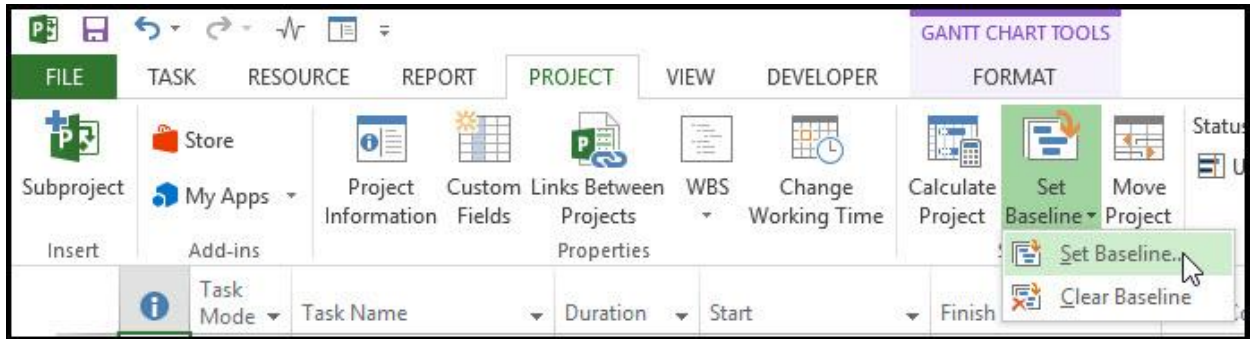 GANTT CHART TOOLS
FILE TASK RESOURCE REPORT PROJECT VIEW DEVELOPER FORMAT
Subproject
Store
My Apps
Project
Information
Custom
Fields
Links Between
Projects
WBS
Change
Working Time
Calculate
Project
Set
Baseline
Move
Project
Status
U
Insert Add-ins Properties S
Set Baseline...
Clear Baseline
Task
Mode
Task Name Duration Start Finish